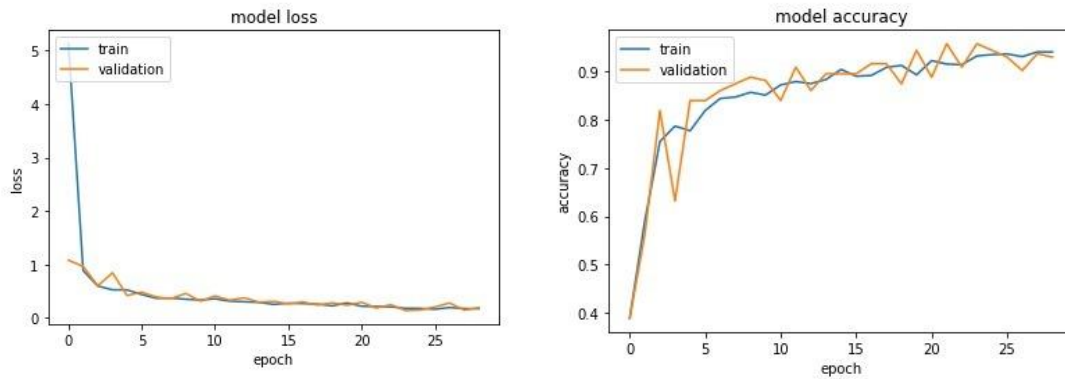 model loss
train
validation
5
4
3
2
1
0
loss
0 5 10 15 20 25
epoch
model accuracy
train
validation
0.9
0.8
0.7
0.6
0.5
0.4
accuracy
0 5 10 15 20 25
epoch